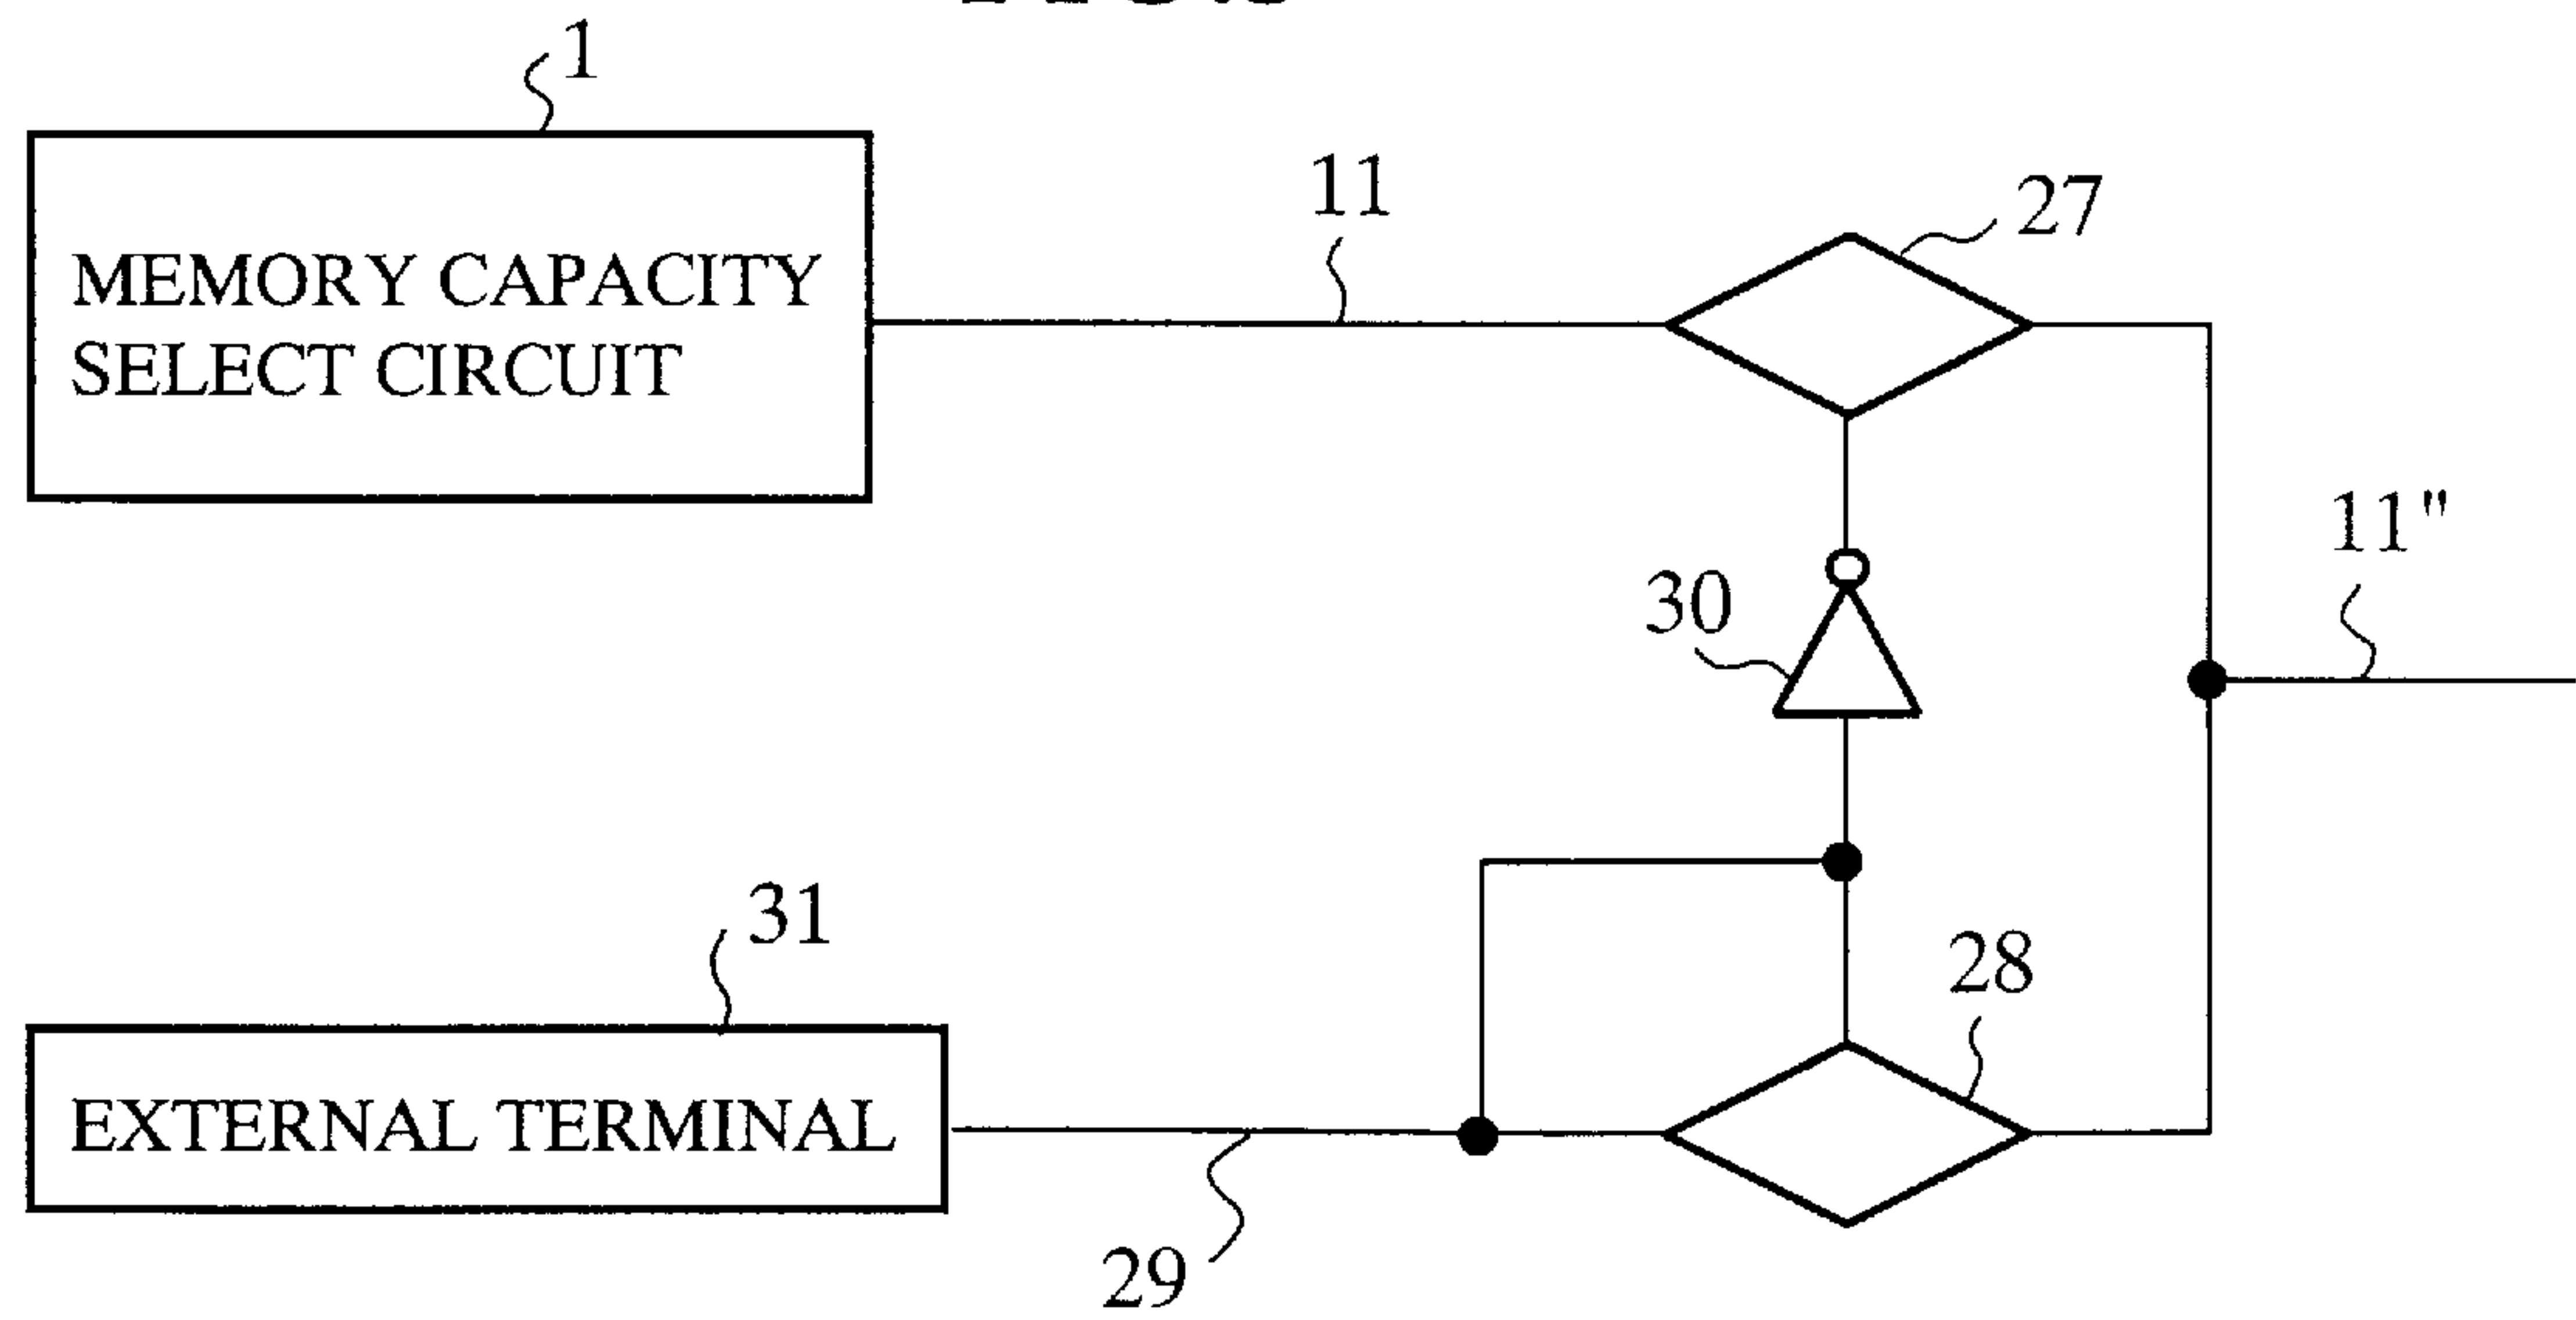 1
MEMORY CAPACITY
SELECT CIRCUIT
11
27
30
11"
31
EXTERNAL TERMINAL
28
29